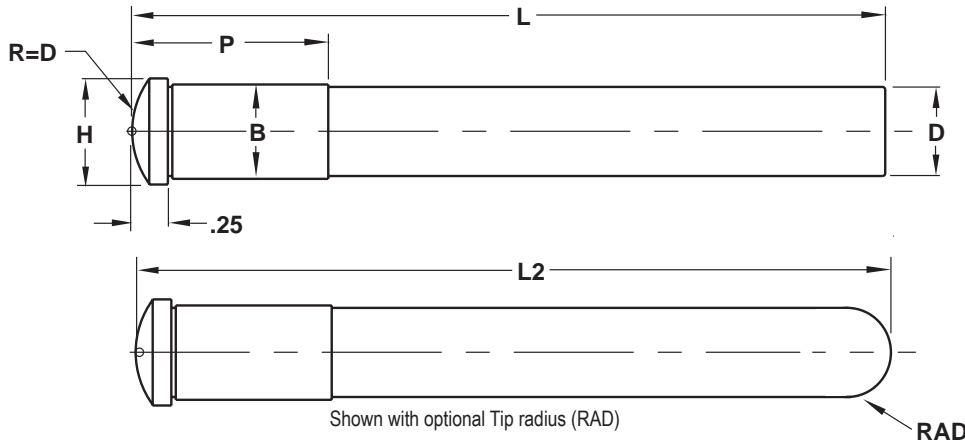 L
P
R=D
H
B
D
.25
L2
Shown with optional Tip radius (RAD)
RAD